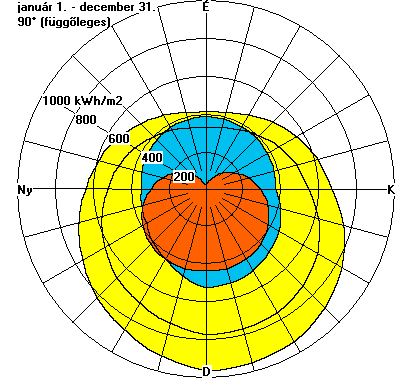 január 1. - december 31.
É
90° (függőleges)
1000 kWh/m2
800
600
400
200
Ny
K
D